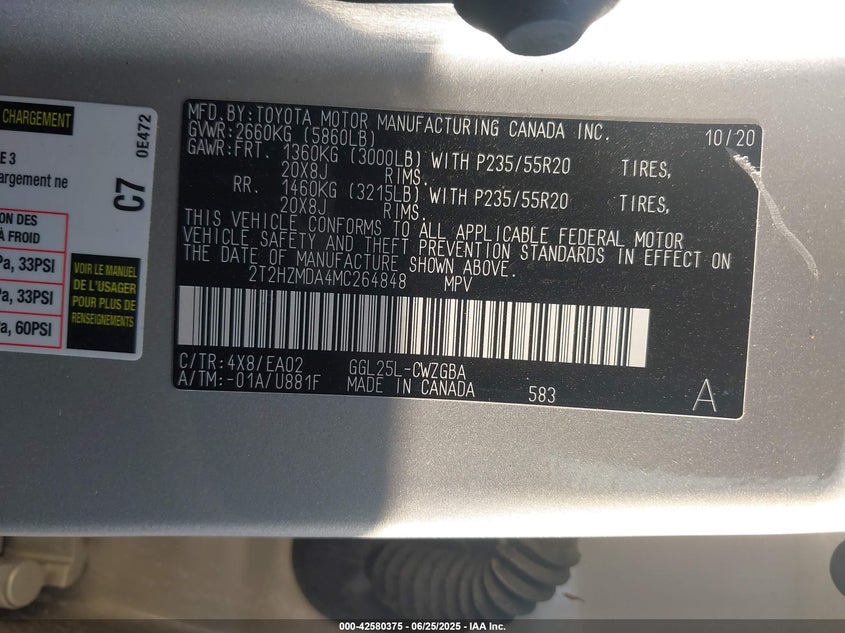 CHARGEMENT
E 3
hargement ne
ON DES
À FROID
Pa, 33PSI
Pa, 33PSI
Pa, 60PSI
VOIR LE MANUEL
DE L'USAGER
POUR PLUS DE
RENSEIGNEMENTS
C7
0E472
MFD.BY:TOYOTA MOTOR MANUFACTURING CANADA INC. 10/20
GVWR:2660KG (5860LB)
GAWR:FRT. 1360KG (3000LB) WITH P235/55R20 TIRES,
20X8J RIMS.
RR. 1460KG (3215LB) WITH P235/55R20 TIRES,
20X8J RIMS.
THIS VEHICLE CONFORMS TO ALL APPLICABLE FEDERAL MOTOR
VEHICLE SAFETY AND THEFT PREVENTION STANDARDS IN EFFECT ON
THE DATE OF MANUFACTURE SHOWN ABOVE.
2T2HZMDA4MC264848 MPV
C/TR:4X8/EA02 GGL25L-CWZGBA
A/TM:-01A/U881F MADE IN CANADA 583 A
000-42580375 - 06/25/2025 - IAA Inc.